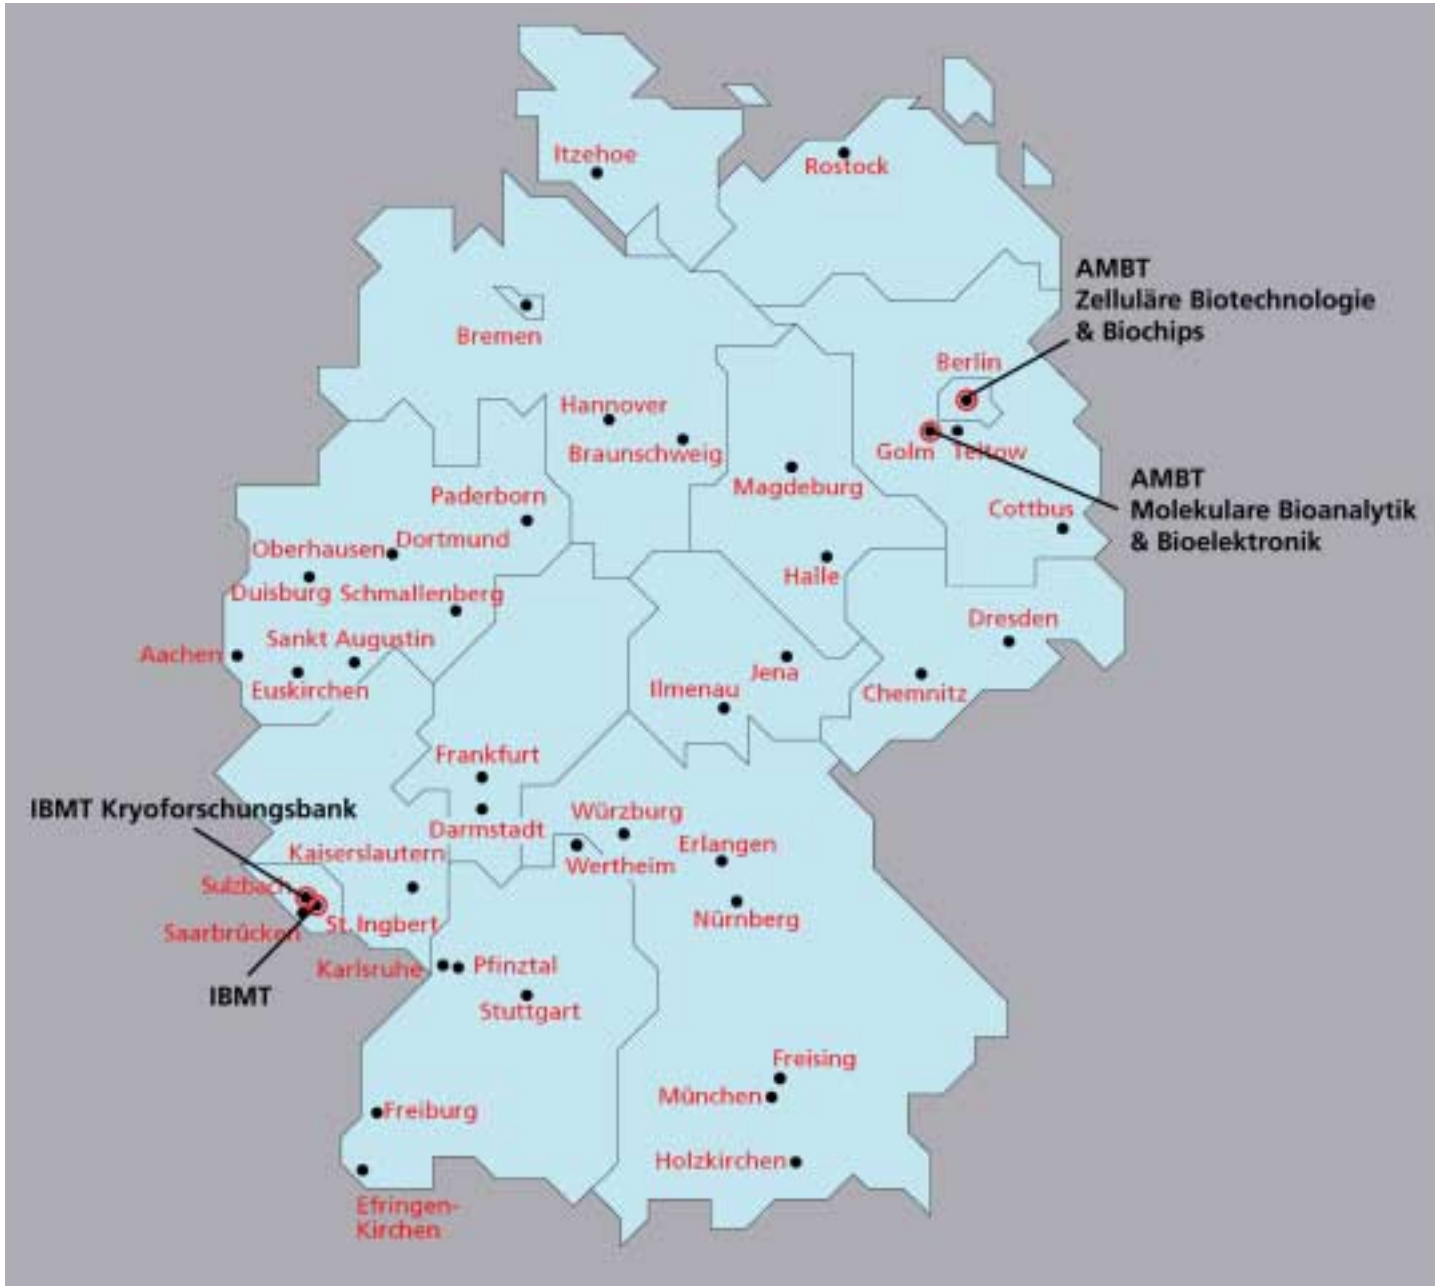 Itzehoe
Rostock
AMBT
Zelluläre Biotechnologie
& Biochips
Bremen
Berlin
Hannover
Braunschweig
Golm
Teltow
Magdeburg
AMBT
Molekulare Bioanalytik
& Bioelektronik
Paderborn
Cottbus
Dortmund
Oberhausen
Halle
Duisburg
Schmallenberg
Dresden
Sankt Augustin
Aachen
Jena
Euskirchen
Ilmenau
Chemnitz
Frankfurt
IBMT Kryoforschungsbank
Würzburg
Darmstadt
Erlangen
Kaiserslautern
Wertheim
Sulzbach
Nürnberg
St. Ingbert
Saarbrücken
Karlsruhe
Pfinztal
IBMT
Stuttgart
Freising
München
Freiburg
Holzkirchen
Efringen-
Kirchen